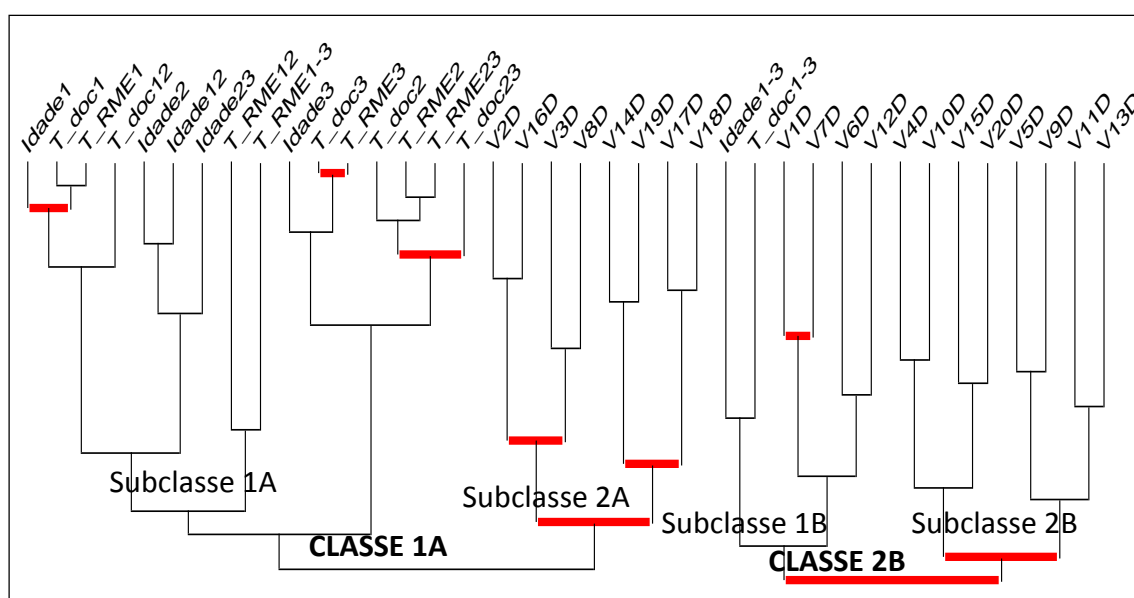 Idade1
T_doc1
T_RME1
T_doc12
Idade2
Idade12
Idade23
T_RME12
T_RME1-3
Idade3
T_doc3
T_RME3
T_doc2
T_RME2
T_RME23
T_doc23
V2D
V16D
V3D
V8D
V14D
V19D
V17D
V18D
Idade1-3
T_doc1-3
V1D
V7D
V6D
V12D
V4D
V10D
V15D
V20D
V5D
V9D
V11D
V13D
Subclasse 1A
Subclasse 2A
Subclasse 1B
Subclasse 2B
CLASSE 1A
CLASSE 2B